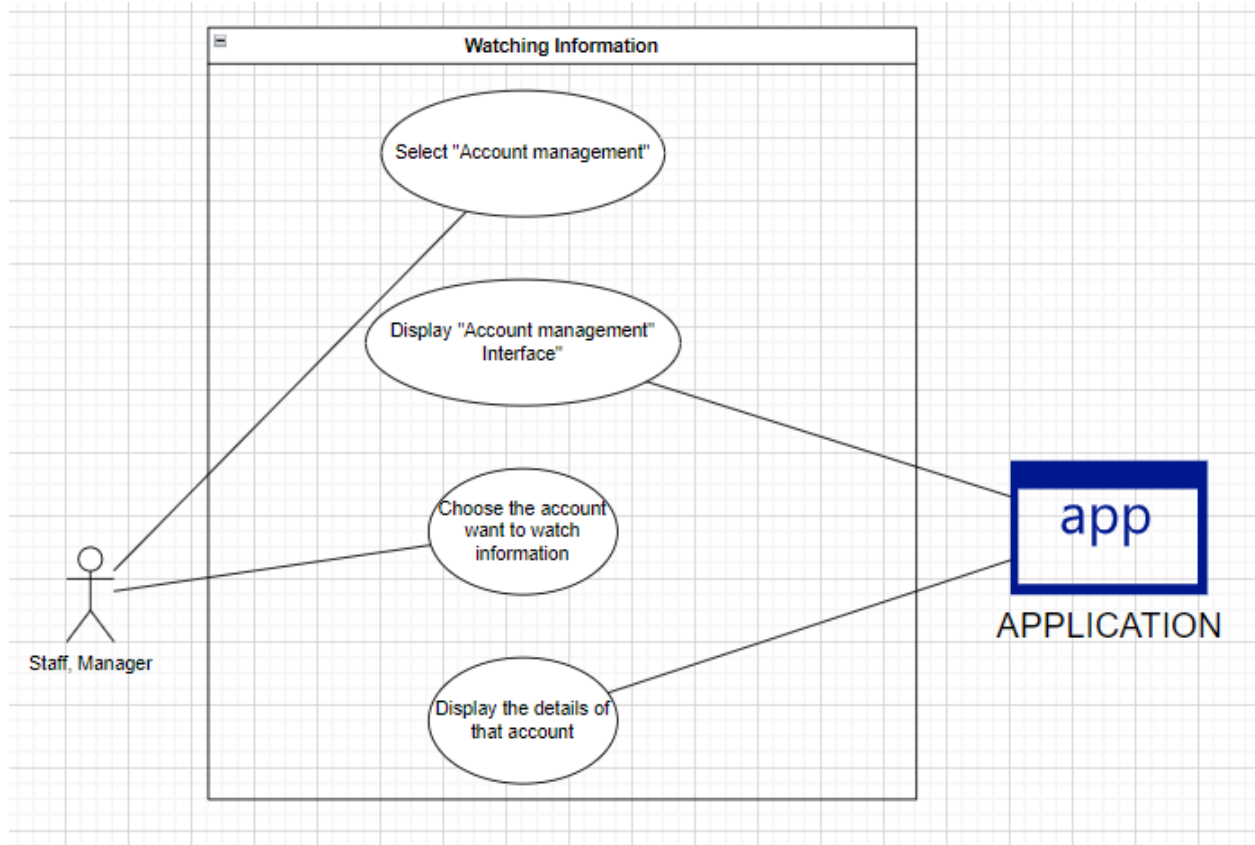 Watching Information
Select "Account management"
Display "Account management"
Interface"
Choose the account
want to watch
information
app
APPLICATION
Staff, Manager
Display the details of
that account